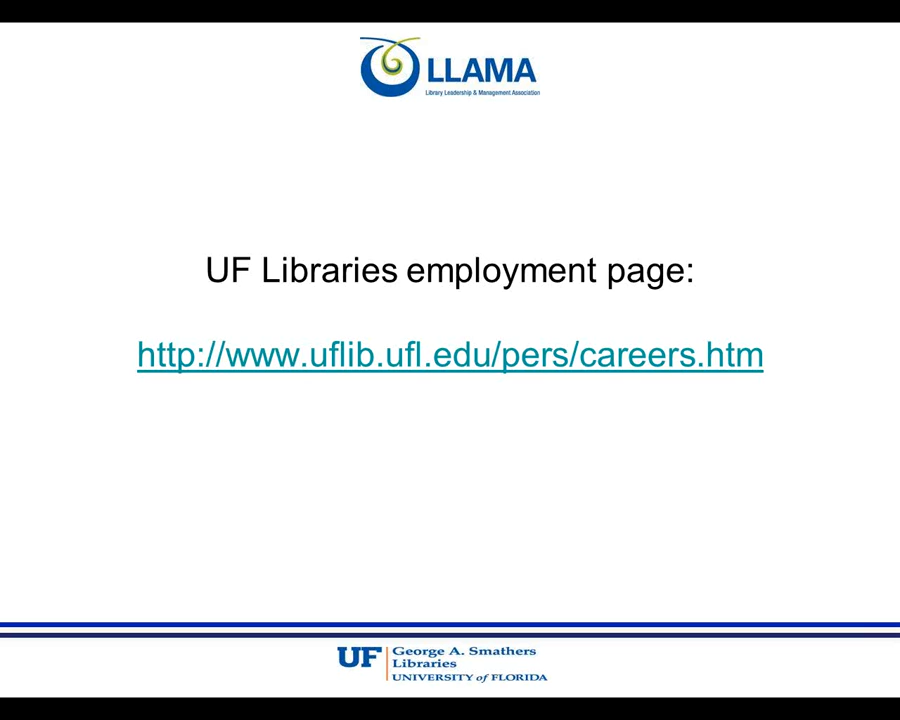 LLAMA
Library Leadership & Management Association
UF Libraries employment page:
http://www.uflib.ufl.edu/pers/careers.htm
UF George A. Smathers
Libraries
UNIVERSITY of FLORIDA